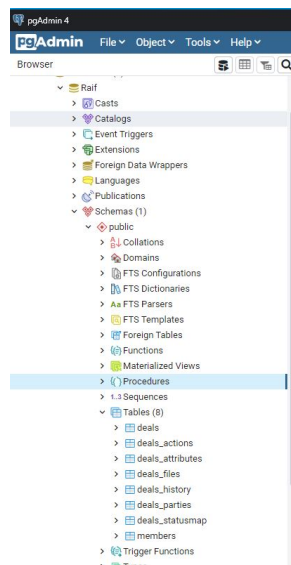 pgAdmin 4
pgAdmin File Object Tools Help
Browser
Raif
Casts
Catalogs
Event Triggers
Extensions
Foreign Data Wrappers
Languages
Publications
Schemas (1)
public
Collations
Domains
FTS Configurations
FTS Dictionaries
Aa FTS Parsers
FTS Templates
Foreign Tables
Functions
Materialized Views
Procedures
1..3 Sequences
Tables (8)
deals
deals_actions
deals_attributes
deals_files
deals_history
deals_parties
deals_statusmap
members
Trigger Functions